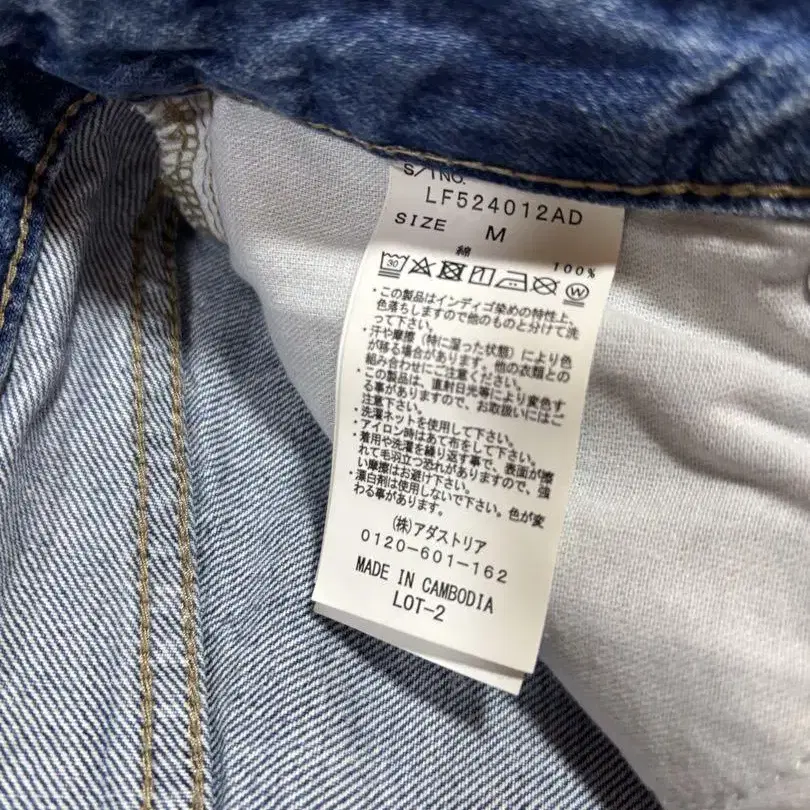 S/TNO.
LF524012AD
SIZE M
綿 100%
30 W
・この製品はインディゴ染めの特性上、
色落ちしますので他のものと分けて洗
って下さい。
・汗や摩擦（特に湿った状態）により色
が移る場合があります。他の衣類との
組み合わせにご注意ください。
・この製品は、直射日光等により変色す
る事がありますので、お取扱いにはご
注意下さい。
・洗濯ネットを使用して下さい。
・アイロン時はあて布をして下さい。
・着用や洗濯を繰り返す事で、表面が擦
れて毛羽立つ恐れがありますので、強
い摩擦はお避け下さい。
・漂白剤は使用しないで下さい。色が変
わる事があります。
(株)アダストリア
0120-601-162
MADE IN CAMBODIA
LOT-2